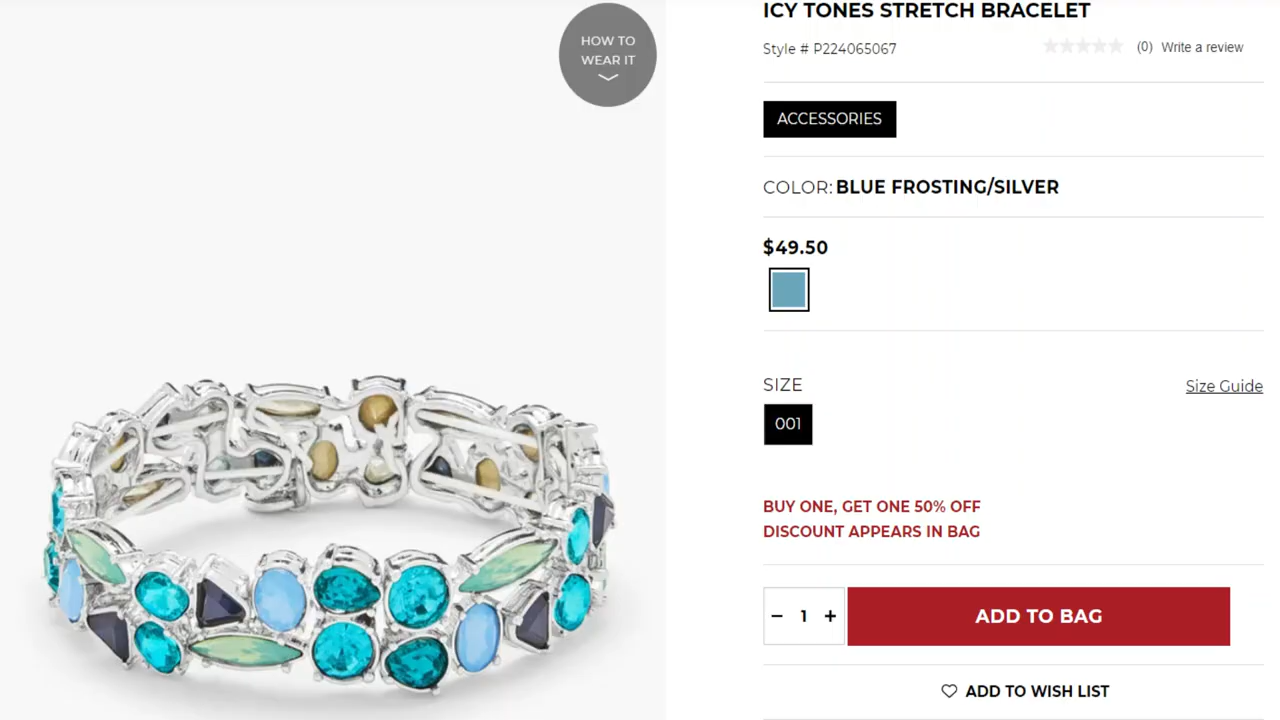 HOW TO
WEAR IT
ICY TONES STRETCH BRACELET
Style # P224065067
(0) Write a review
ACCESSORIES
COLOR: BLUE FROSTING/SILVER
$49.50
SIZE
Size Guide
001
BUY ONE, GET ONE 50% OFF
DISCOUNT APPEARS IN BAG
− 1 +
ADD TO BAG
ADD TO WISH LIST